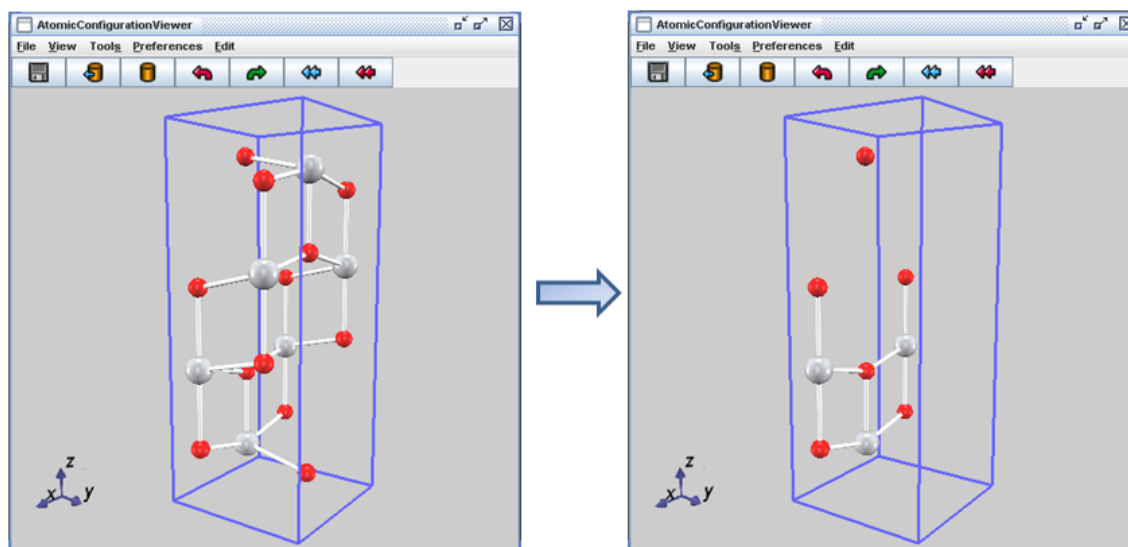 AtomicConfigurationViewer
File View Tools Preferences Edit
z
x y
AtomicConfigurationViewer
File View Tools Preferences Edit
z
x y